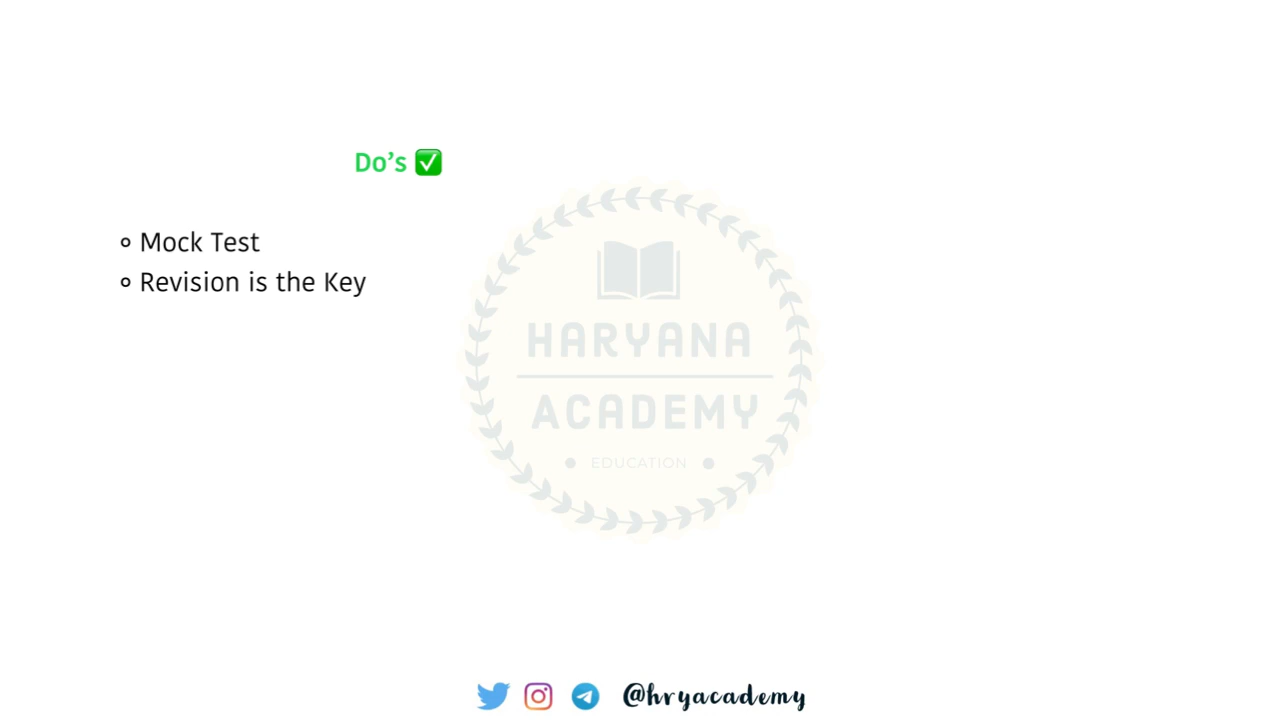 Do's ✅
⚬ Mock Test
⚬ Revision is the Key
HARYANA
ACADEMY
• EDUCATION •
@hryacademy